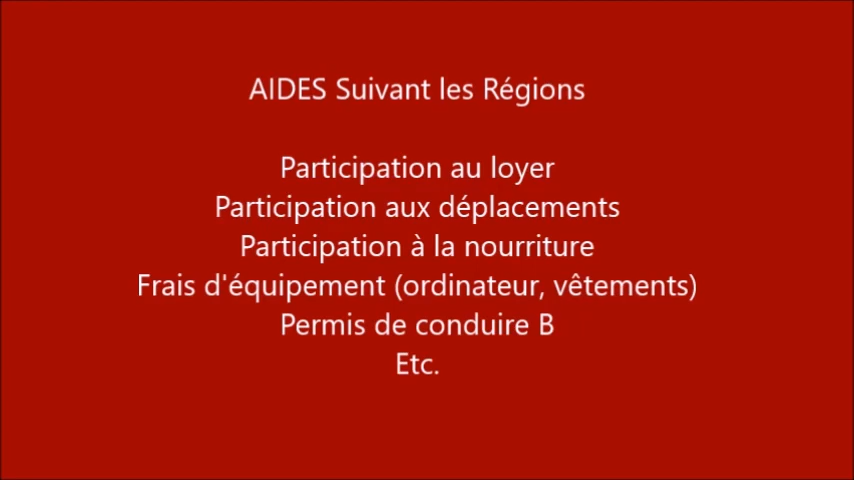 AIDES Suivant les Régions
Participation au loyer
Participation aux déplacements
Participation à la nourriture
Frais d'équipement (ordinateur, vêtements)
Permis de conduire B
Etc.